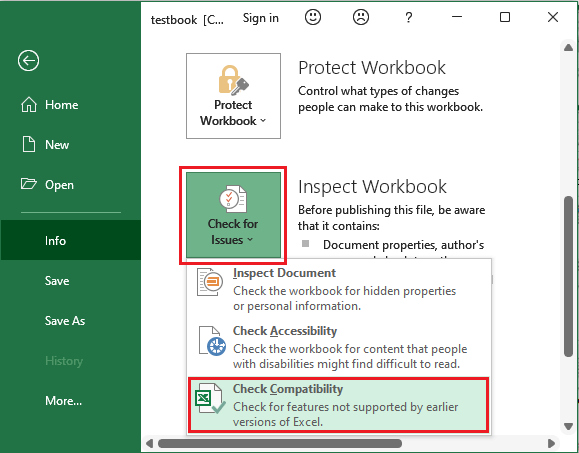 testbook [C... Sign in ?
Home
New
Open
Info
Save
Save As
History
More...
Protect Workbook
Protect Workbook
Control what types of changes
people can make to this workbook.
Check for
Issues
Inspect Workbook
Before publishing this file, be aware
that it contains:
Document properties, author's
Inspect Document
Check the workbook for hidden properties
or personal information.
Check Accessibility
Check the workbook for content that people
with disabilities might find difficult to read.
Check Compatibility
Check for features not supported by earlier
versions of Excel.